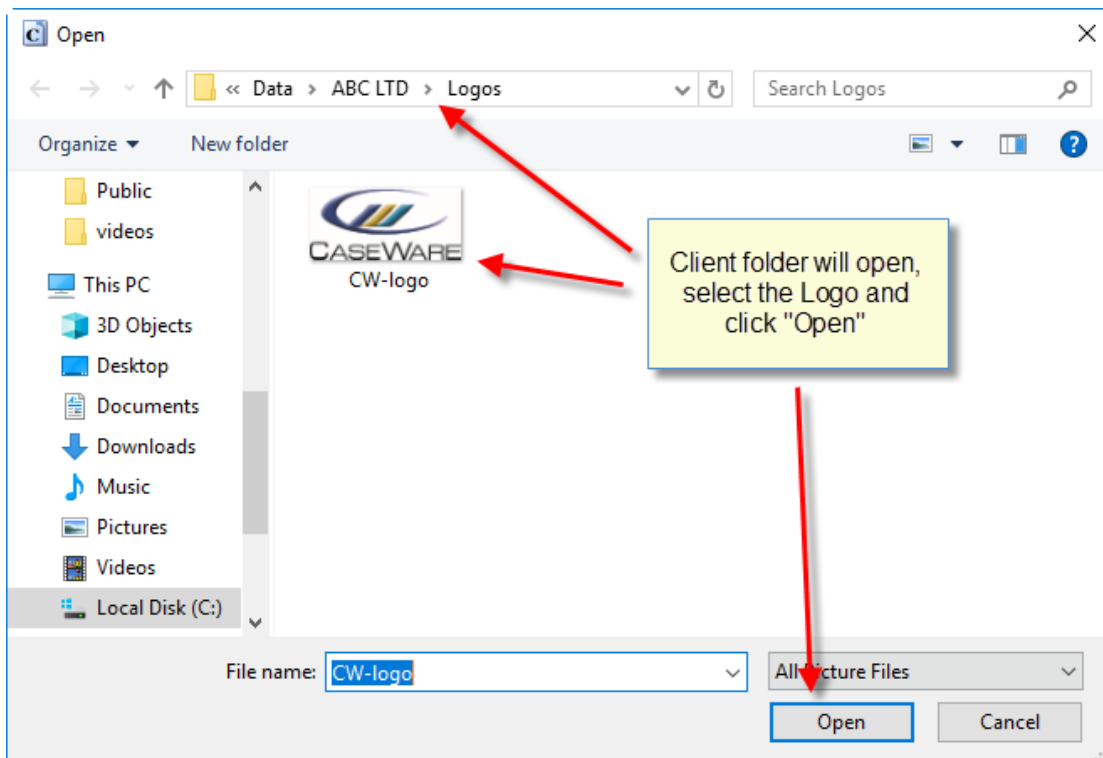 Open
« Data > ABC LTD > Logos
Search Logos
Organize
New folder
Public
videos
This PC
3D Objects
Desktop
Documents
Downloads
Music
Pictures
Videos
Local Disk (C:)
CASEWARE
CW-logo
Client folder will open,
select the Logo and
click "Open"
File name: CW-logo
All Picture Files
Open
Cancel